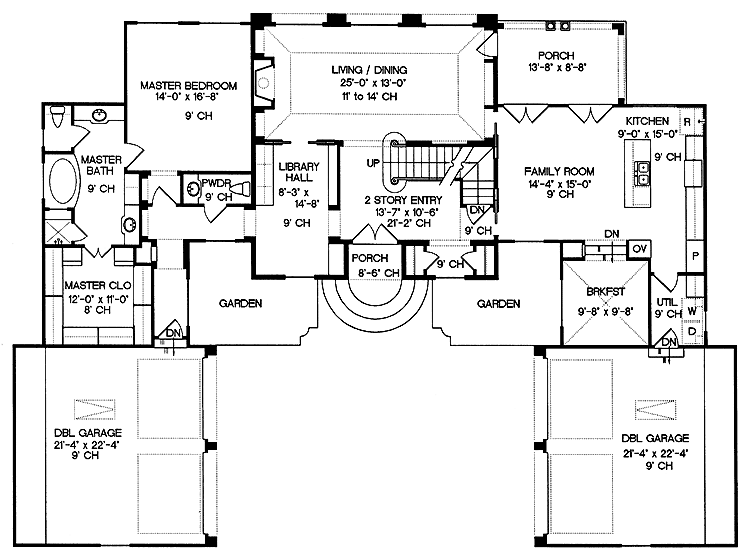 LIVING / DINING
25'-0" x 13'-0"
11' to 14' CH
PORCH
13'-8" x 8'-8"
MASTER BEDROOM
14'-0" x 16'-8"
9' CH
KITCHEN
9'-0" x 15'-0"
R
9' CH
MASTER
BATH
9' CH
PWDR
9' CH
LIBRARY
HALL
8'-3" x
14'-8"
9' CH
UP
2 STORY ENTRY
13'-7" x 10'-6"
21'-2" CH
DN
9' CH
FAMILY ROOM
14'-4" x 15'-0"
9' CH
DN
OV
P
PORCH
8'-6" CH
9' CH
MASTER CLO
12'-0" x 11'-0"
8' CH
GARDEN
GARDEN
BRKFST
9'-8" x 9'-8"
UTIL
9' CH
W
D
DN
DN
DBL GARAGE
21'-4" x 22'-4"
9' CH
DBL GARAGE
21'-4" x 22'-4"
9' CH